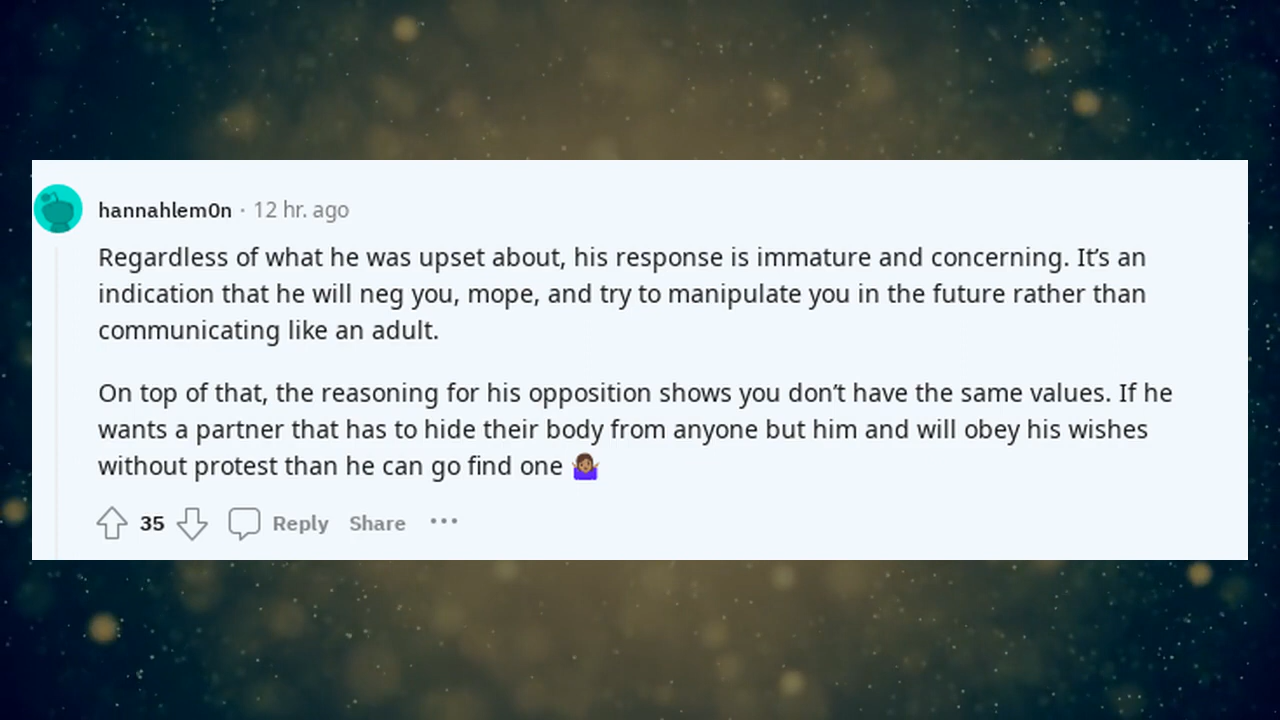 hannahlem0n · 12 hr. ago
Regardless of what he was upset about, his response is immature and concerning. It’s an
indication that he will neg you, mope, and try to manipulate you in the future rather than
communicating like an adult.
On top of that, the reasoning for his opposition shows you don’t have the same values. If he
wants a partner that has to hide their body from anyone but him and will obey his wishes
without protest than he can go find one 🤷🏽‍♀️
35 Reply Share •••